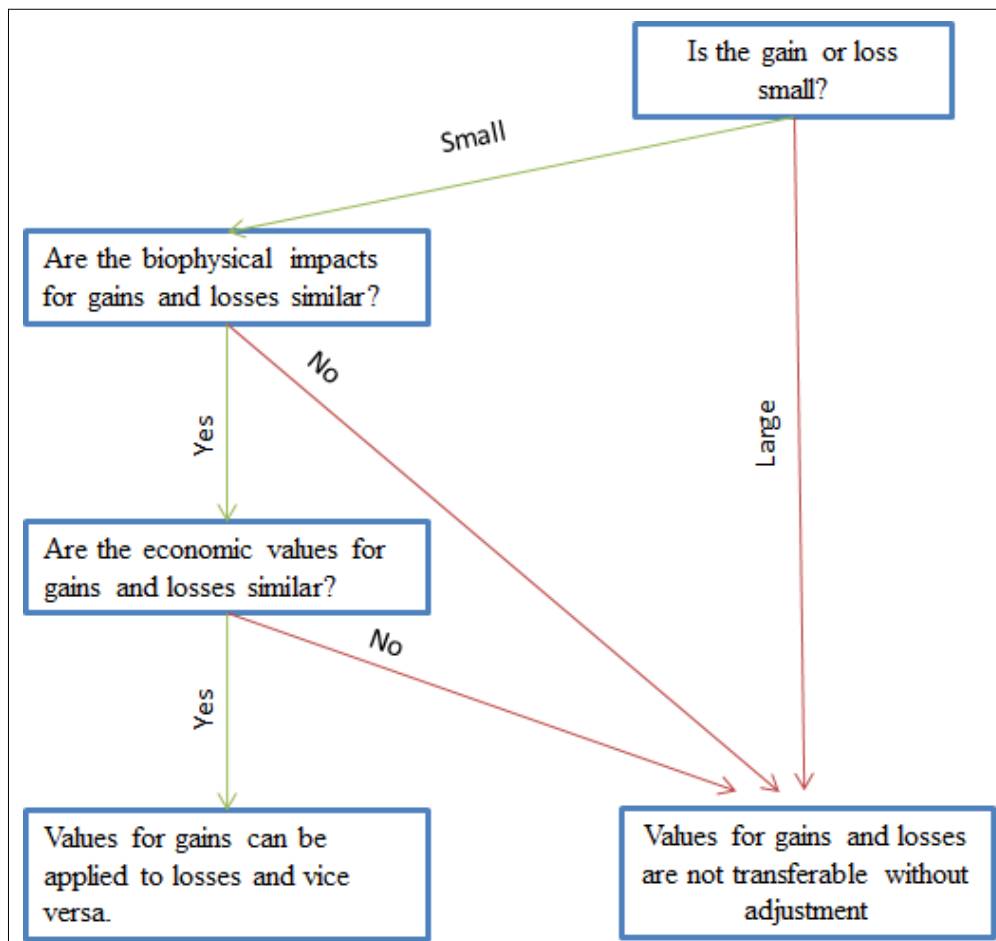 Is the gain or loss
small?
Small
Are the biophysical impacts
for gains and losses similar?
No
Yes
Large
Are the economic values for
gains and losses similar?
No
Yes
Values for gains can be
applied to losses and vice
versa.
Values for gains and losses
are not transferable without
adjustment